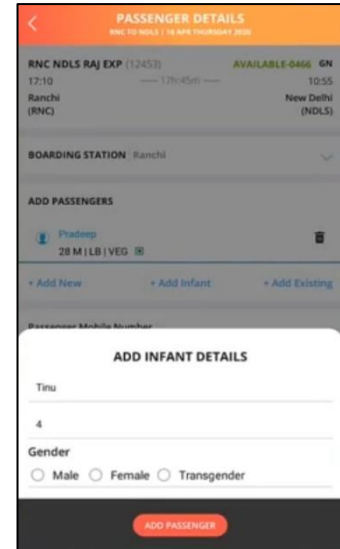 PASSENGER DETAILS
RNC TO NDLS | 16 APR THURSDAY 2020
RNC NDLS RAJ EXP (12453) AVAILABLE-0466 GN
17:10 17h:45m 10:55
Ranchi New Delhi
(RNC) (NDLS)
BOARDING STATION Ranchi
ADD PASSENGERS
Pradeep
28 M | LB | VEG
+ Add New + Add Infant + Add Existing
Passenger Mobile Number
ADD INFANT DETAILS
Tinu
4
Gender
Male Female Transgender
ADD PASSENGER